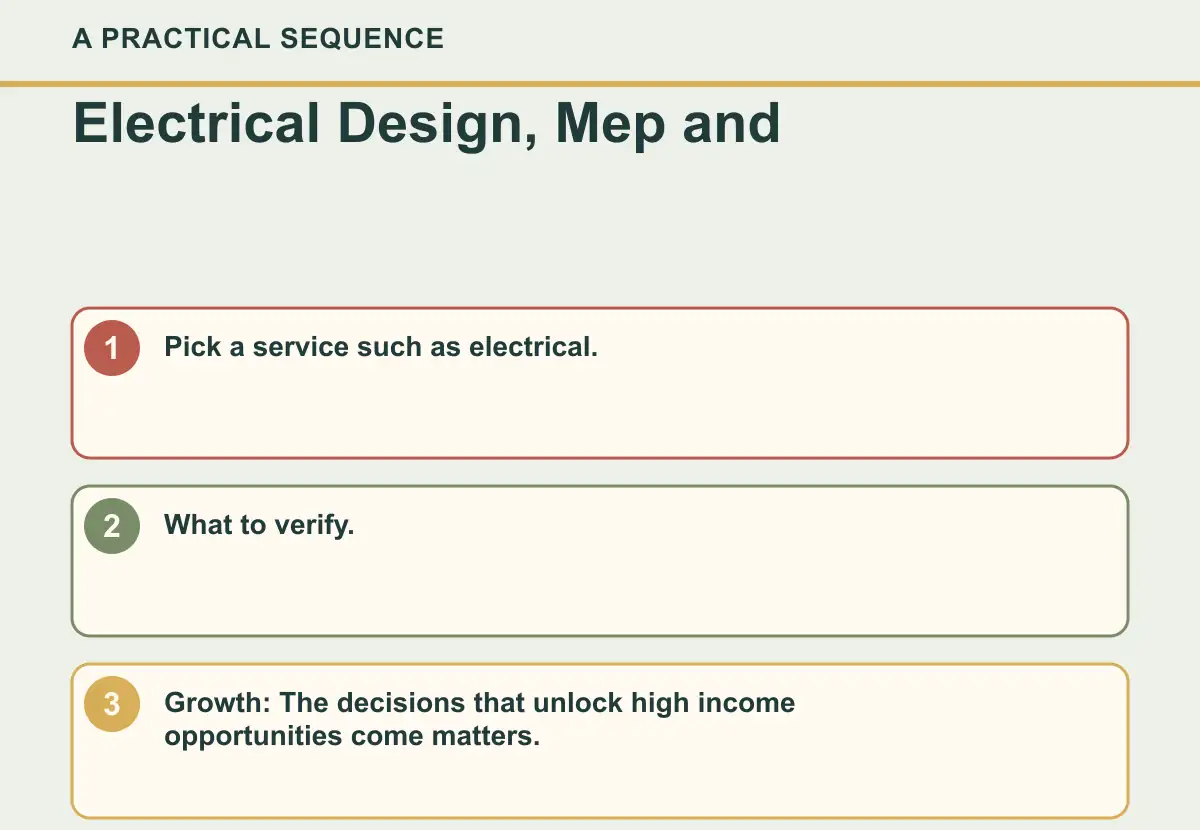 A PRACTICAL SEQUENCE
Electrical Design, Mep and
1
Pick a service such as electrical.
2
What to verify.
3
Growth: The decisions that unlock high income
opportunities come matters.